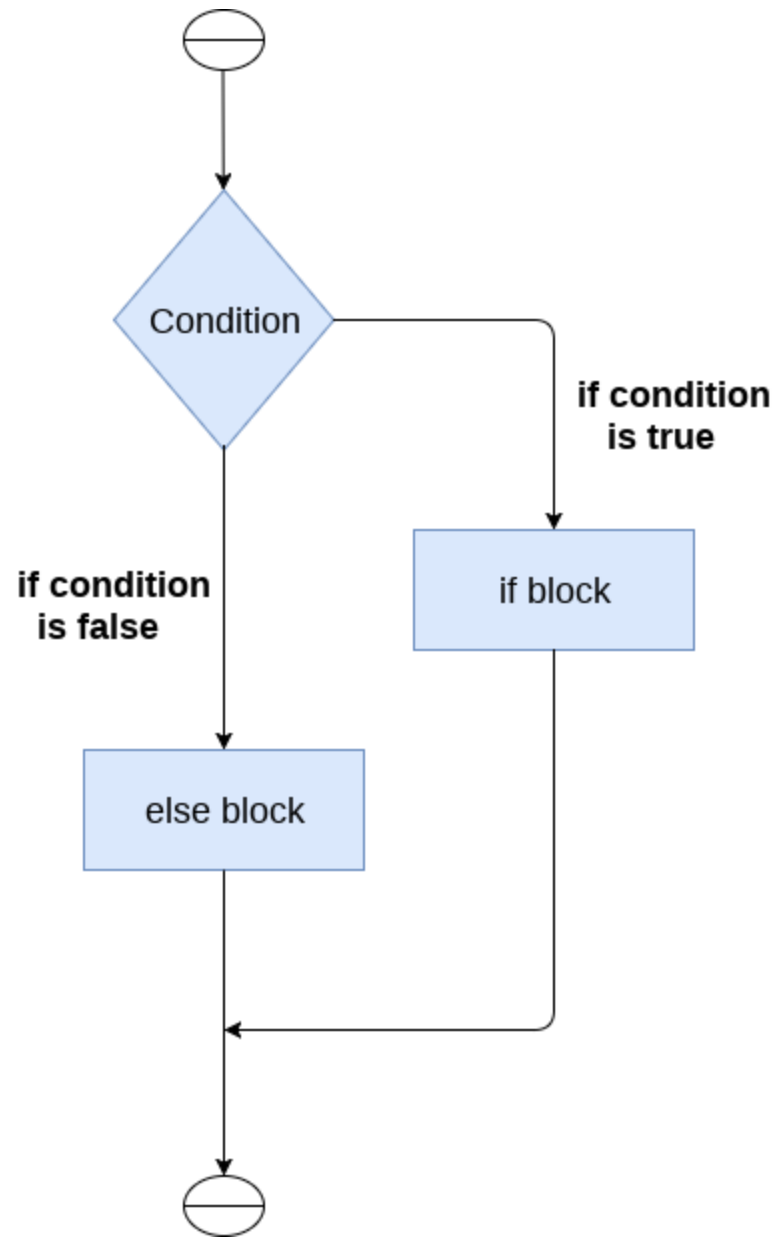 Condition
if condition
is true
if condition
is false
if block
else block